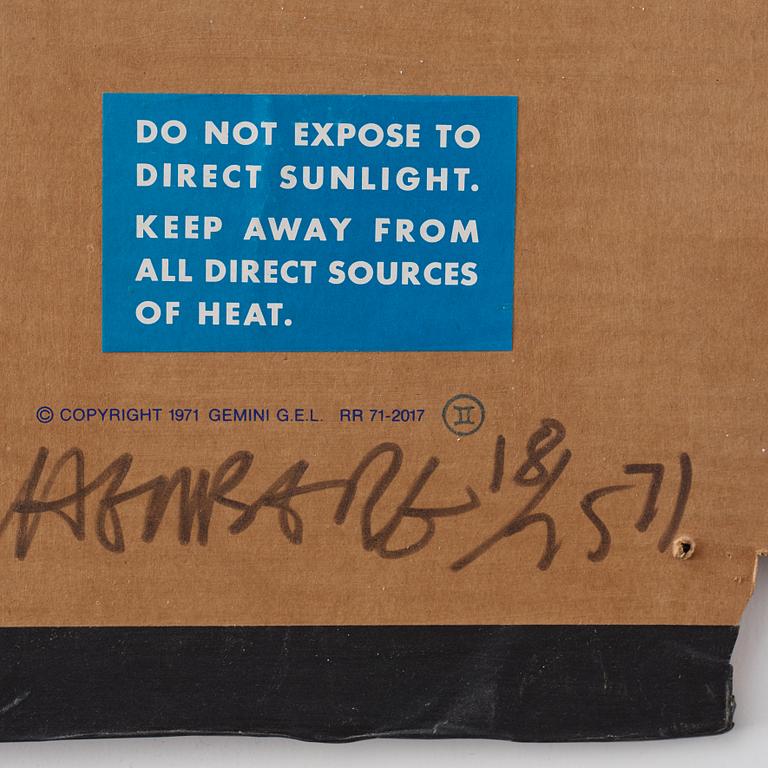 DO NOT EXPOSE TO
DIRECT SUNLIGHT.
KEEP AWAY FROM
ALL DIRECT SOURCES
OF HEAT.
© COPYRIGHT 1971 GEMINI G.E.L. RR 71-2017
18/75 71